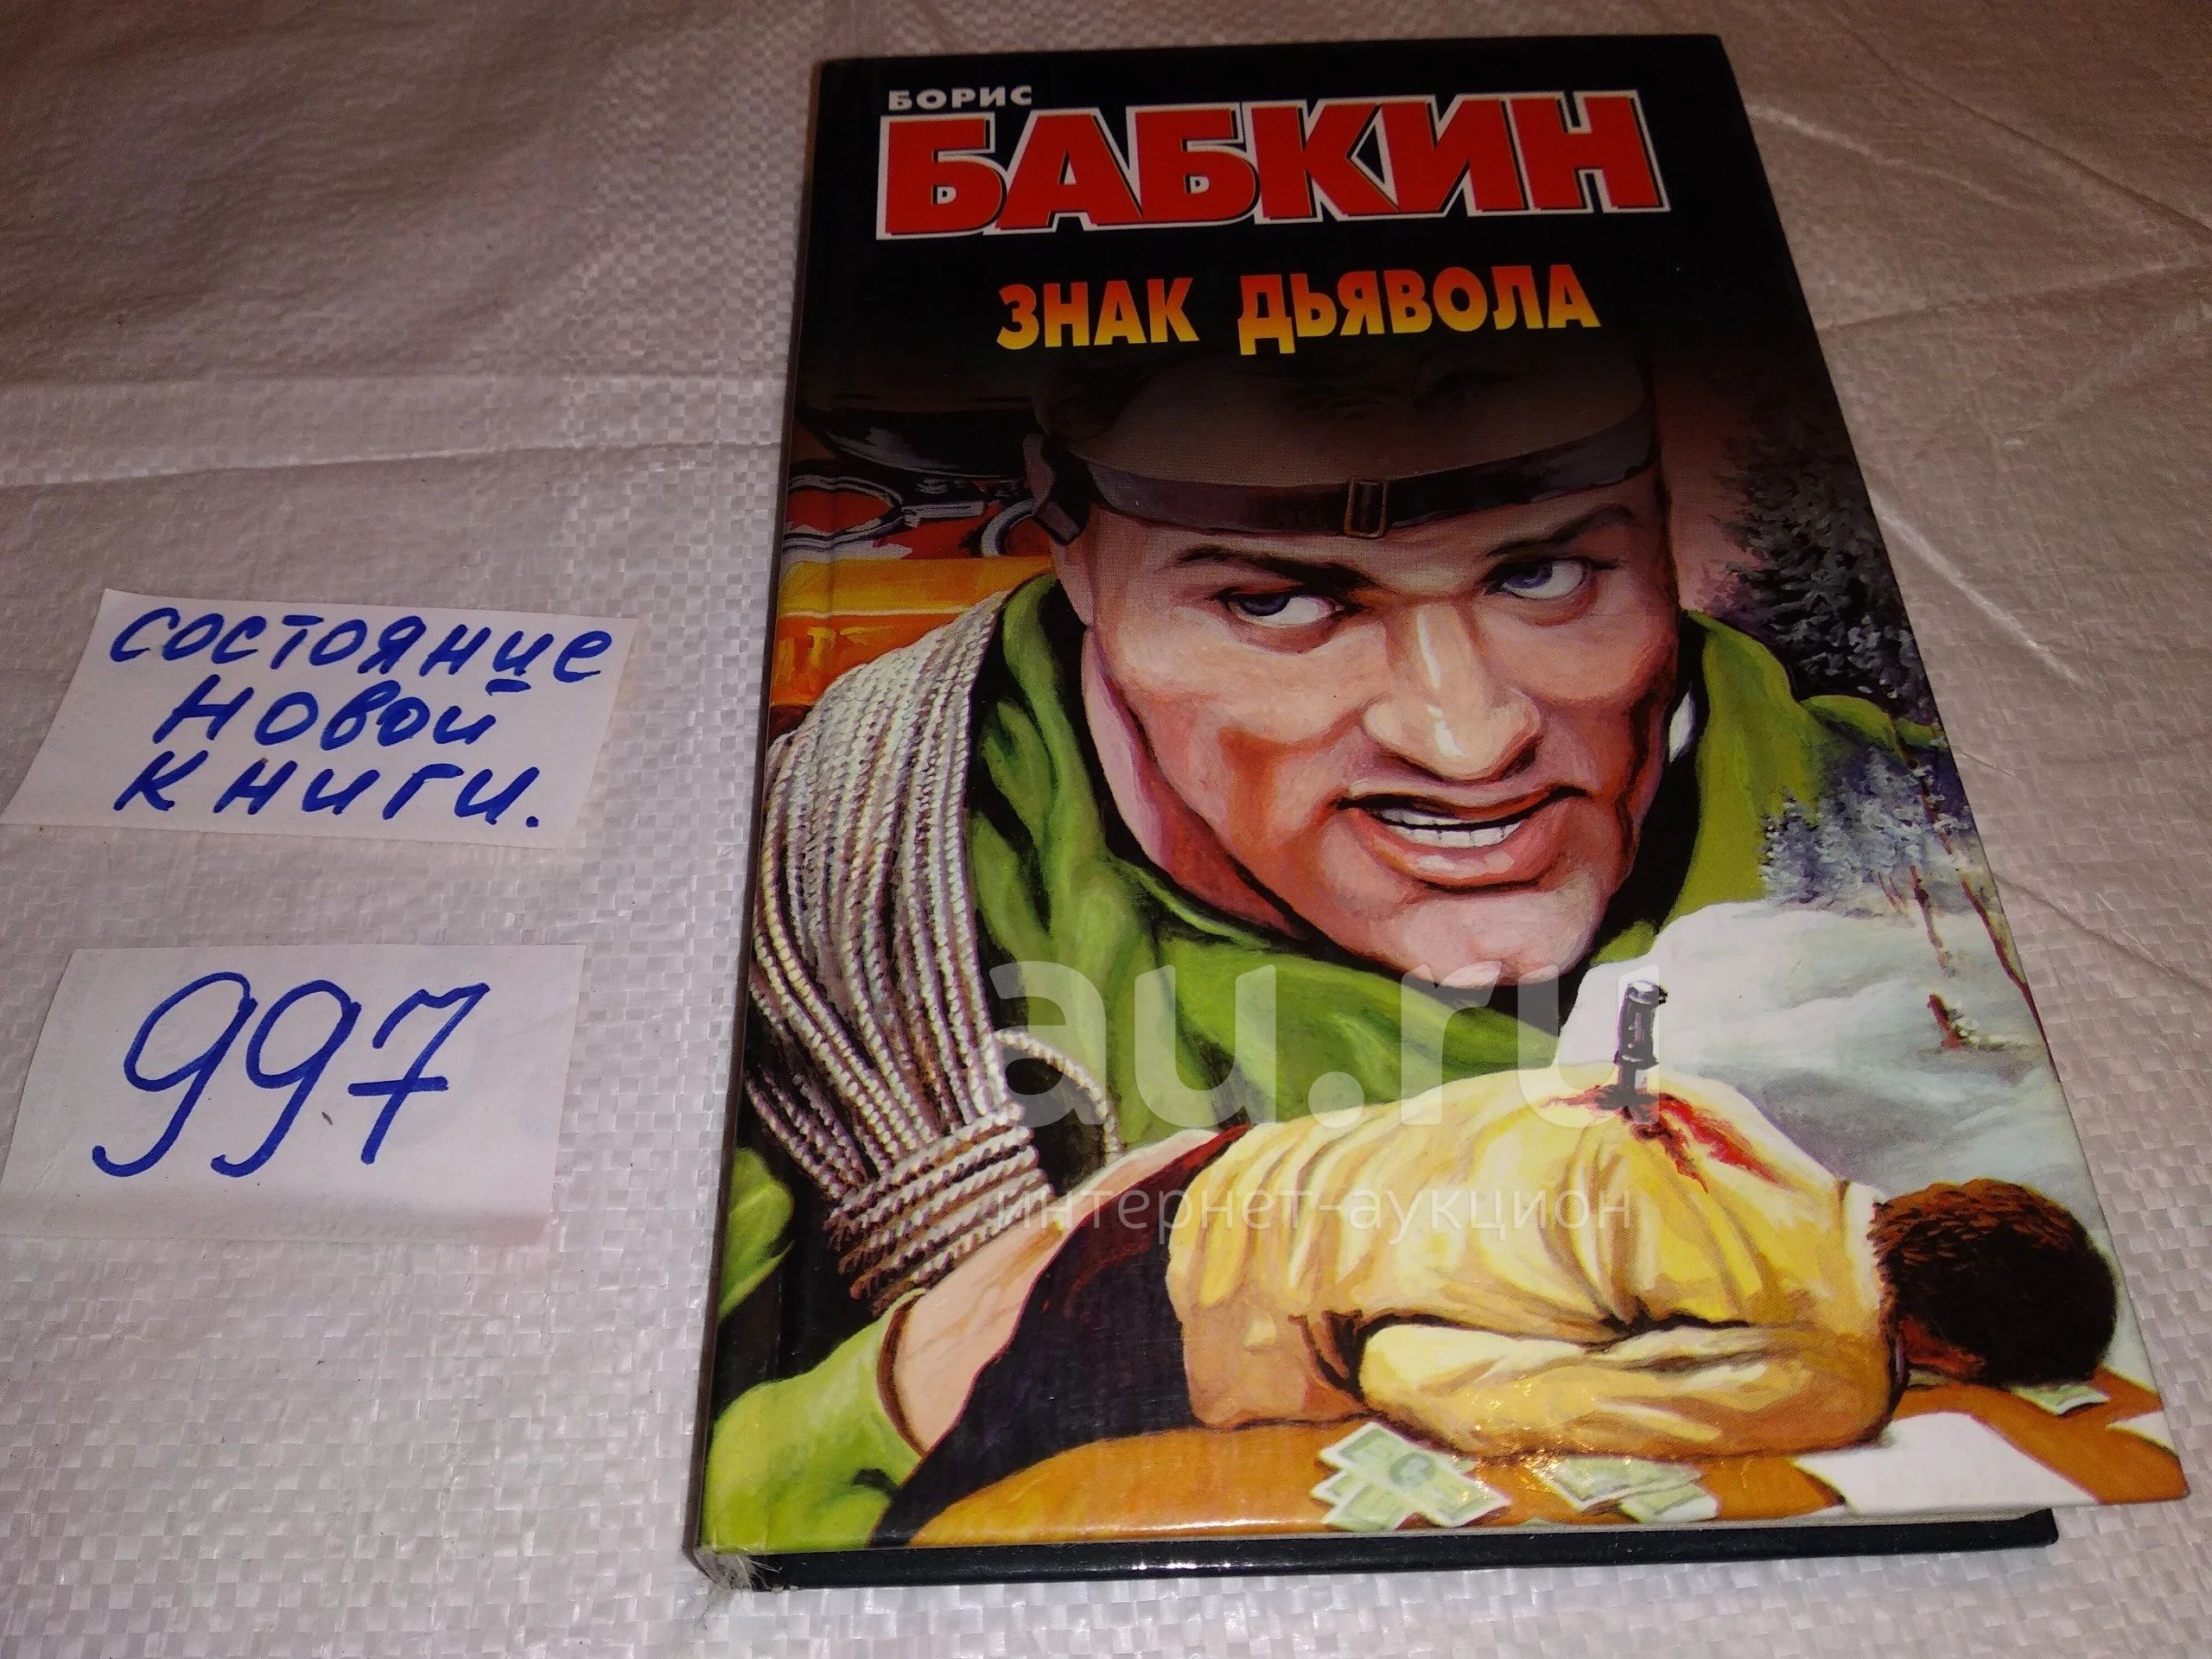 БОРИС
БАБКИН
ЗНАК ДЬЯВОЛА
состояние
новой
книги.
997
au.ru
интернет-аукцион